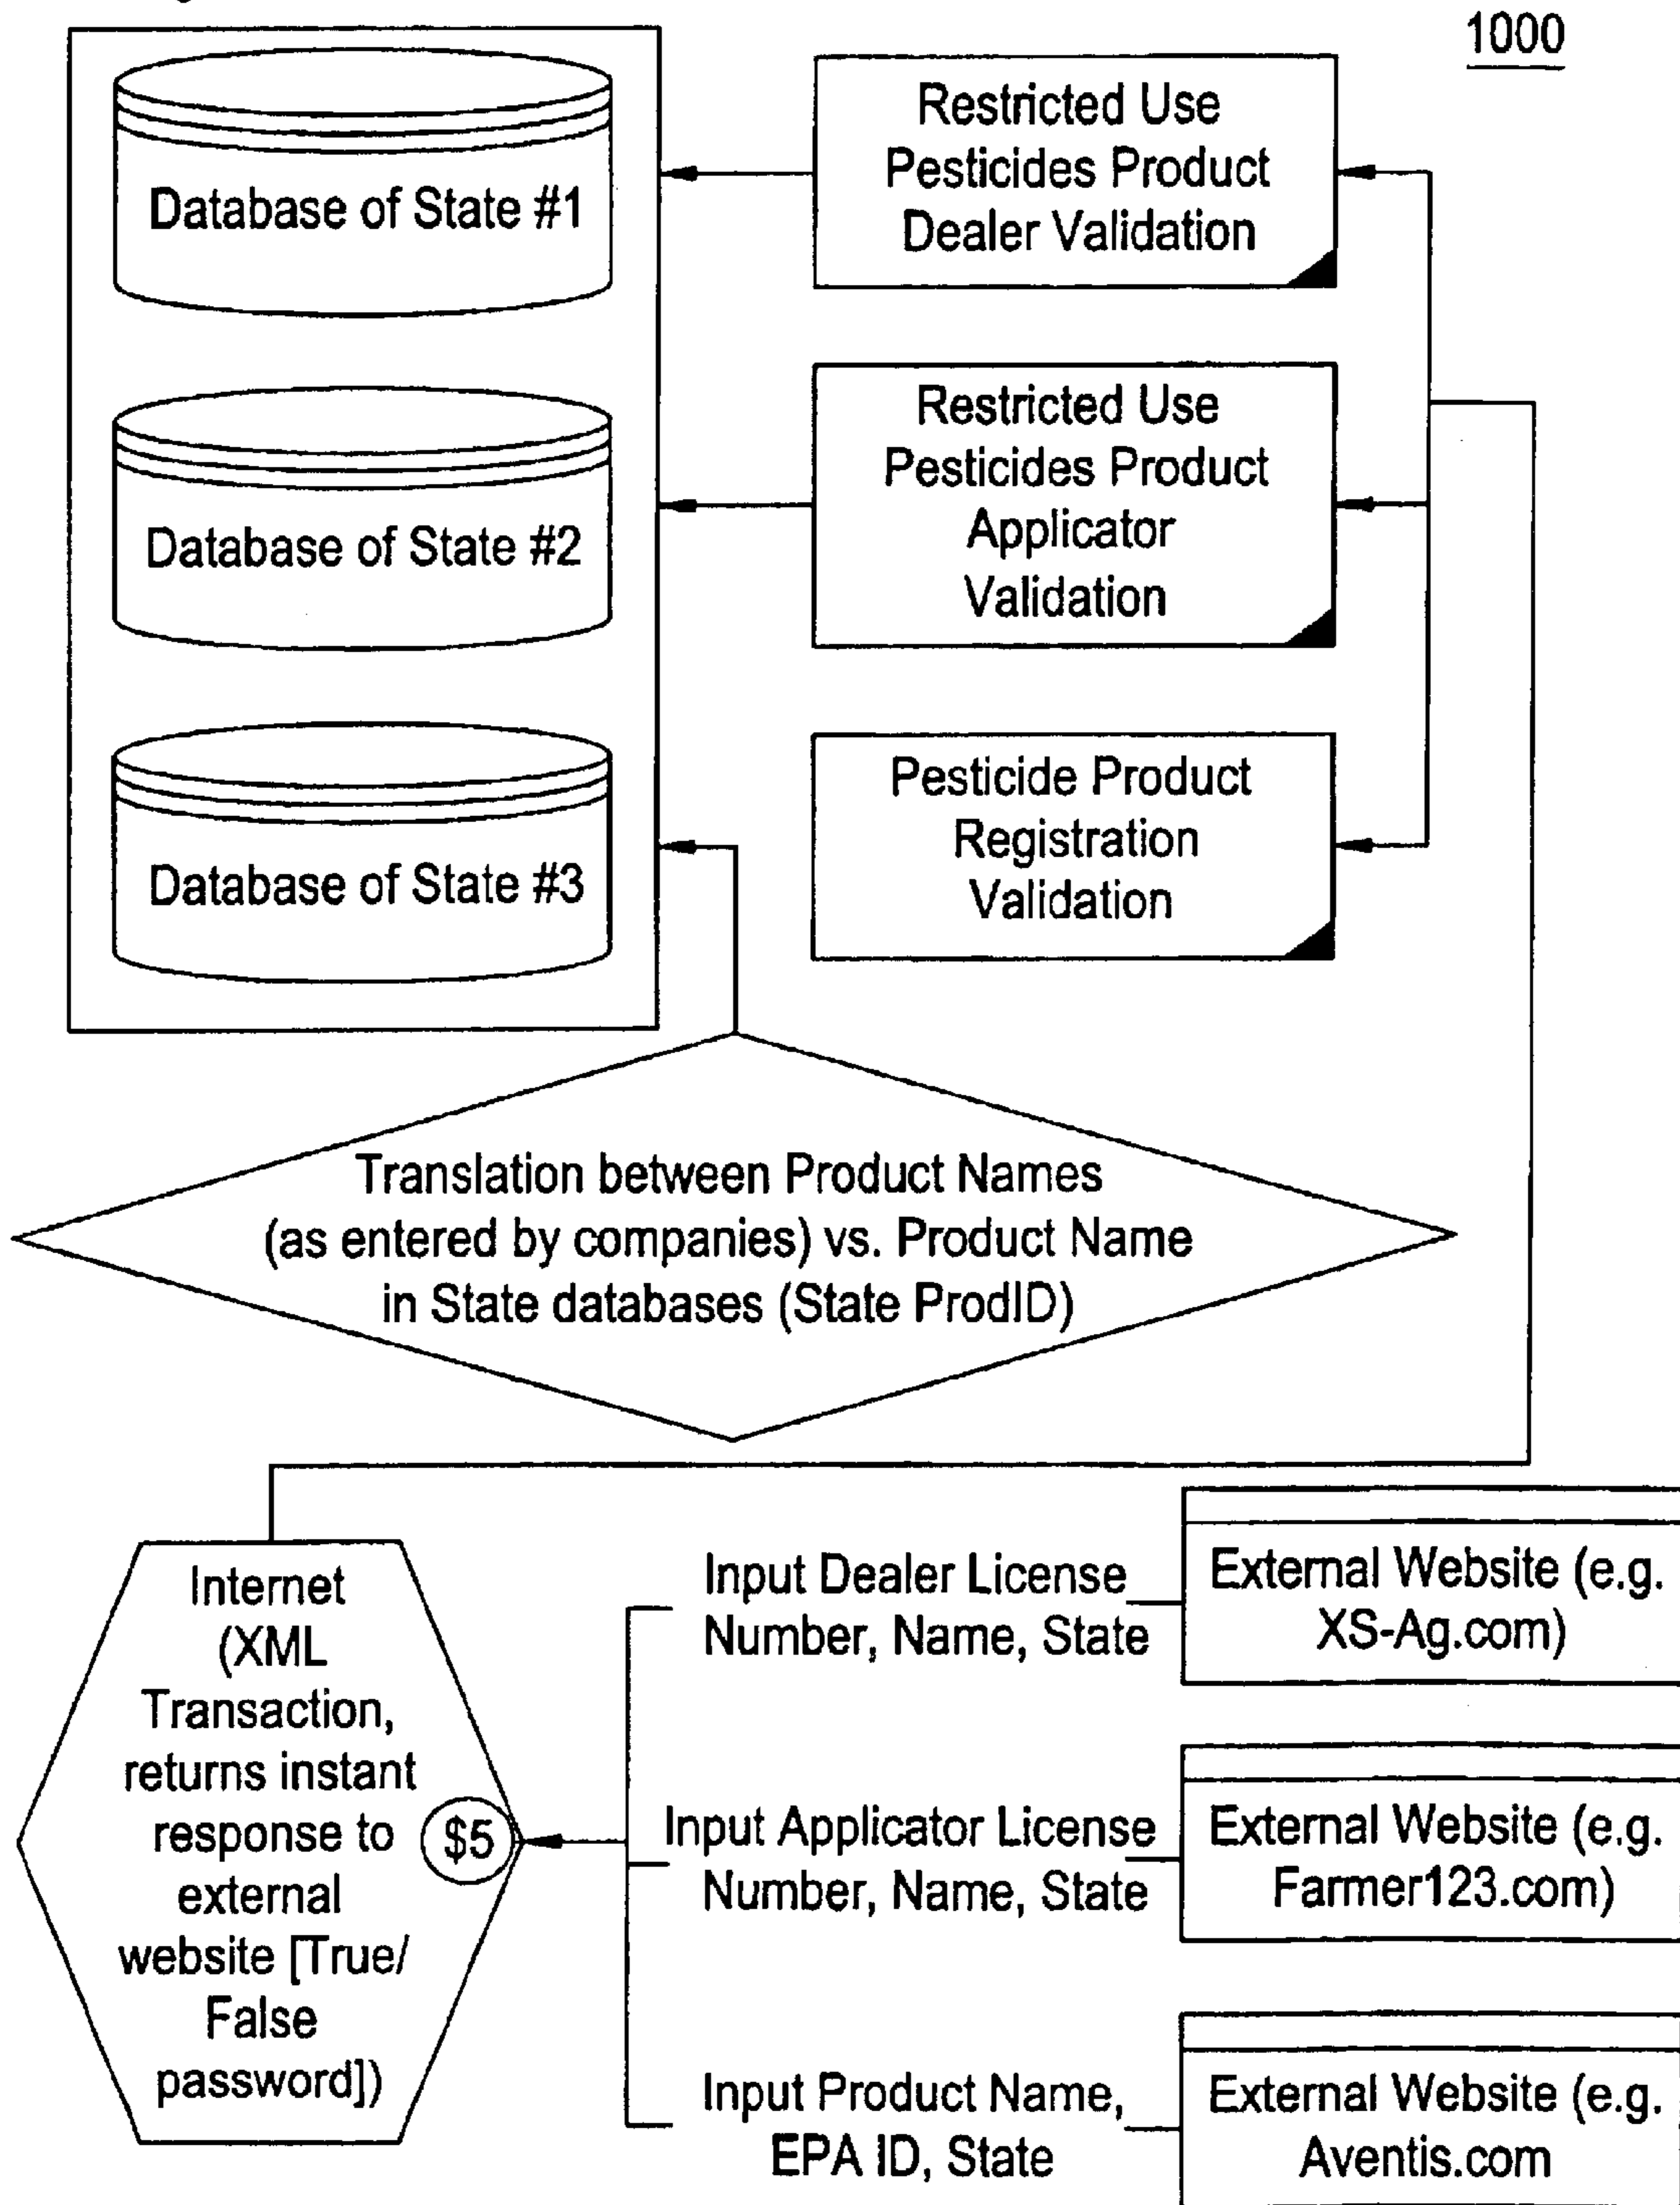 1000
Database of State #1
Restricted Use
Pesticides Product
Dealer Validation
Database of State #2
Restricted Use
Pesticides Product
Applicator
Validation
Database of State #3
Pesticide Product
Registration
Validation
Translation between Product Names
(as entered by companies) vs. Product Name
in State databases (State ProdID)
Internet
(XML
Transaction,
returns instant
response to
external
website [True/
False
password])
$5
Input Dealer License
Number, Name, State
External Website (e.g.
XS-Ag.com)
Input Applicator License
Number, Name, State
External Website (e.g.
Farmer123.com)
Input Product Name,
EPA ID, State
External Website (e.g.
Aventis.com